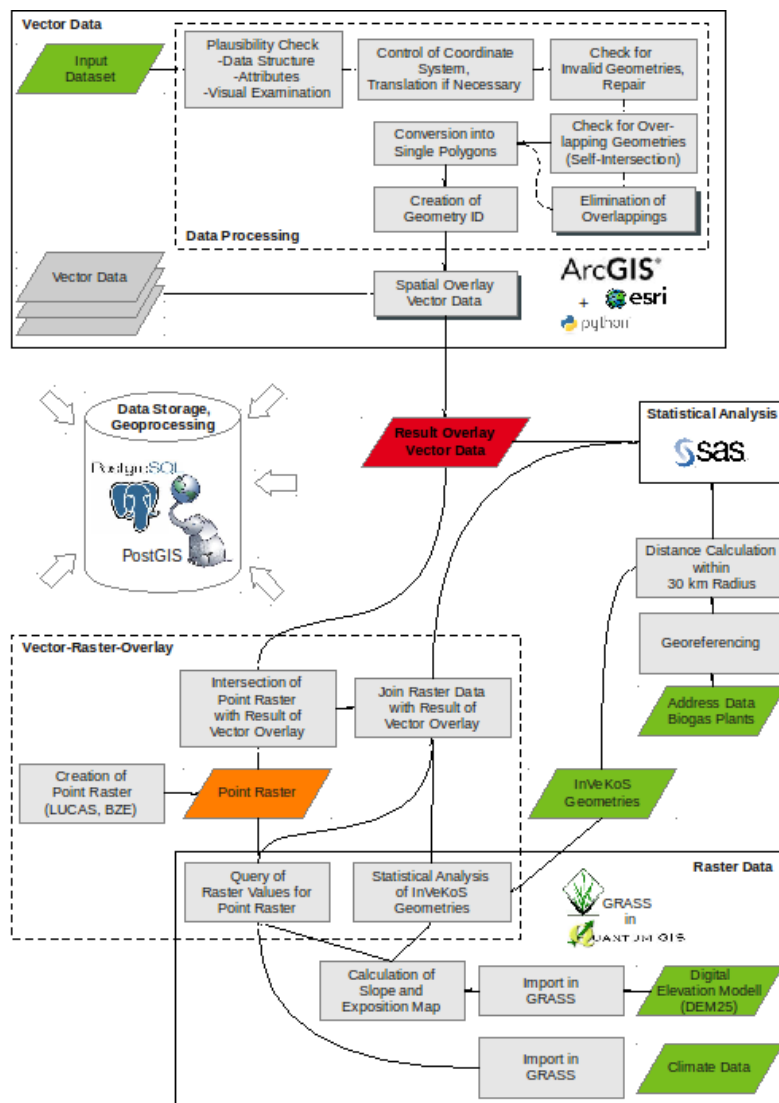 Vector Data
Input
Dataset
Plausibility Check
-Data Structure
-Attributes
-Visual Examination
Control of Coordinate
System,
Translation if Necessary
Check for
Invalid Geometries,
Repair
Conversion into
Single Polygons
Check for Over-
lapping Geometries
(Self-Intersection)
Creation of
Geometry ID
Elimination of
Overlappings
Data Processing
Vector Data
Spatial Overlay
Vector Data
ArcGIS®
+ esri
python
Data Storage,
Geoprocessing
PostgreSQL
PostGIS
Result Overlay
Vector Data
Statistical Analysis
sas
Distance Calculation
within
30 km Radius
Georeferencing
Address Data
Biogas Plants
Vector-Raster-Overlay
Intersection of
Point Raster
with Result of
Vector Overlay
Join Raster Data
with Result of
Vector Overlay
Creation of
Point Raster
(LUCAS, BZE)
Point Raster
InVeKoS
Geometries
Raster Data
Query of
Raster Values for
Point Raster
Statistical Analysis
of InVeKoS
Geometries
GRASS
in
QUANTUM GIS
Calculation of
Slope and
Exposition Map
Import in
GRASS
Digital
Elevation Modell
(DEM25)
Import in
GRASS
Climate Data